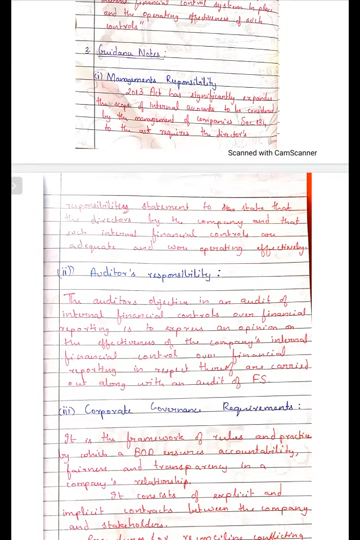 internal financial control system in place
and the operating effectiveness of such
controls"
3. Guidance Notes:
(i) Managements Responsibility
2013 Act has significantly expanded
the scope of internal accounts to be considered
by the management of companies Sec 134
to the act requires the director's
Scanned with CamScanner
responsibilities statement to state that
the directors by the company and that
such internal financial controls are
adequate and were operating effectively.
(ii) Auditor's responsibility:
The auditors objective in an audit of
internal financial controls over financial
reporting is to express an opinion on
the effectiveness of the company's internal
financial control over financial
reporting in respect thereof are carried
out along with an audit of FS.
(iii) Corporate Governance Requirements:
It is the framework of rules and practice
by which a BOD ensures accountability,
fairness and transparency in a
company's relationship.
It consists of explicit and
implicit contracts between the company
and stakeholders.
for reconciling conflicting